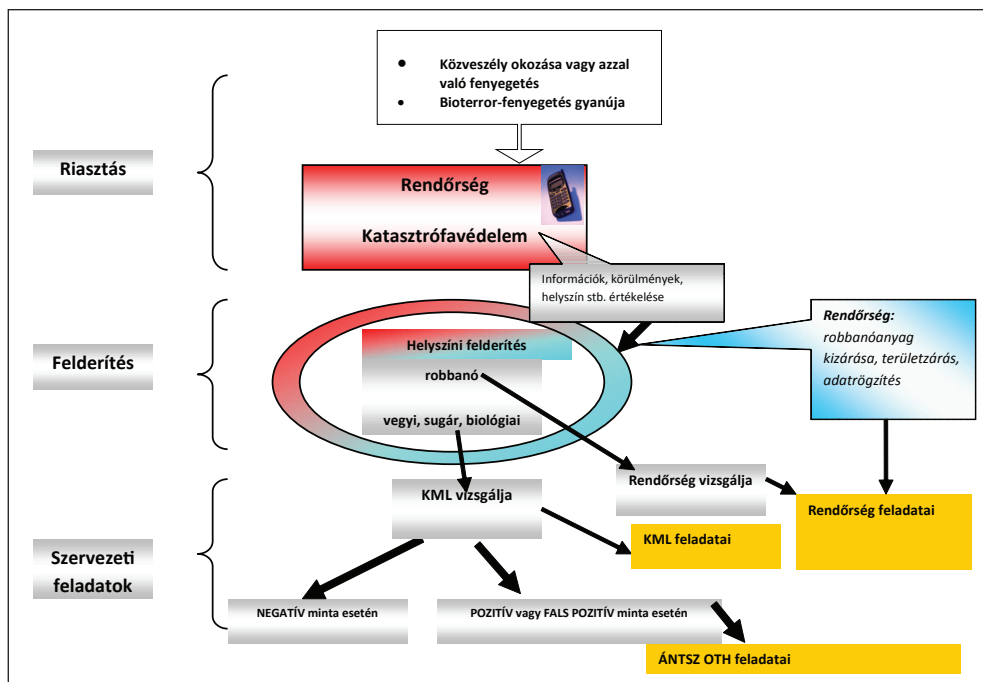 • Közveszély okozása vagy azzal
való fenyegetés
• Bioterror-fenyegetés gyanúja
Riasztás
Rendőrség
Katasztrófavédelem
Információk, körülmények,
helyszín stb. értékelése
Rendőrség:
robbanóanyag
kizárása, területzárás,
adatrögzítés
Felderítés
Helyszíni felderítés
robbanó
vegyi, sugár, biológiai
Rendőrség vizsgálja
KML vizsgálja
Rendőrség feladatai
KML feladatai
Szervezeti
feladatok
NEGATÍV minta esetén
POZITÍV vagy FALS POZITÍV minta esetén
ÁNTSZ OTH feladatai